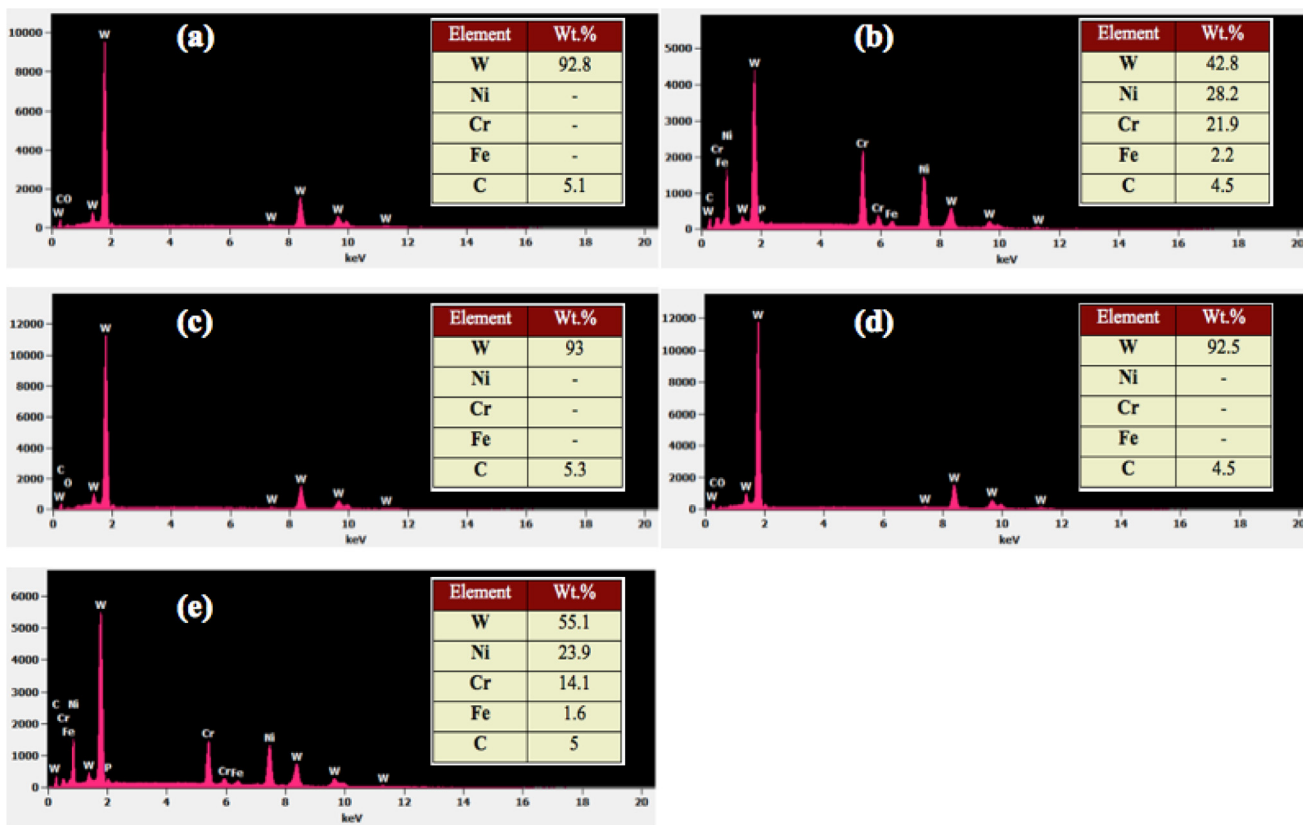 (a)
Element Wt.%
W 92.8
Ni -
Cr -
Fe -
C 5.1
10000
8000
6000
4000
2000
0
W
CO
W
W
W
W
W
W
0 2 4 6 8 10 12 14 16 18 20
keV
(b)
Element Wt.%
W 42.8
Ni 28.2
Cr 21.9
Fe 2.2
C 4.5
5000
4000
3000
2000
1000
0
W
Ni
Cr
Fe
C
W
W
P
Cr
Cr
Fe
Ni
W
W
W
0 2 4 6 8 10 12 14 16 18 20
keV
(c)
Element Wt.%
W 93
Ni -
Cr -
Fe -
C 5.3
12000
10000
8000
6000
4000
2000
0
W
C
O
W
W
W
W
W
W
0 2 4 6 8 10 12 14 16 18 20
keV
(d)
Element Wt.%
W 92.5
Ni -
Cr -
Fe -
C 4.5
12000
10000
8000
6000
4000
2000
0
W
CO
W
W
W
W
W
W
0 2 4 6 8 10 12 14 16 18 20
keV
(e)
Element Wt.%
W 55.1
Ni 23.9
Cr 14.1
Fe 1.6
C 5
6000
5000
4000
3000
2000
1000
0
W
C Ni
Cr
Fe
W
W
P
Cr
Cr
Fe
Ni
W
W
W
0 2 4 6 8 10 12 14 16 18 20
keV